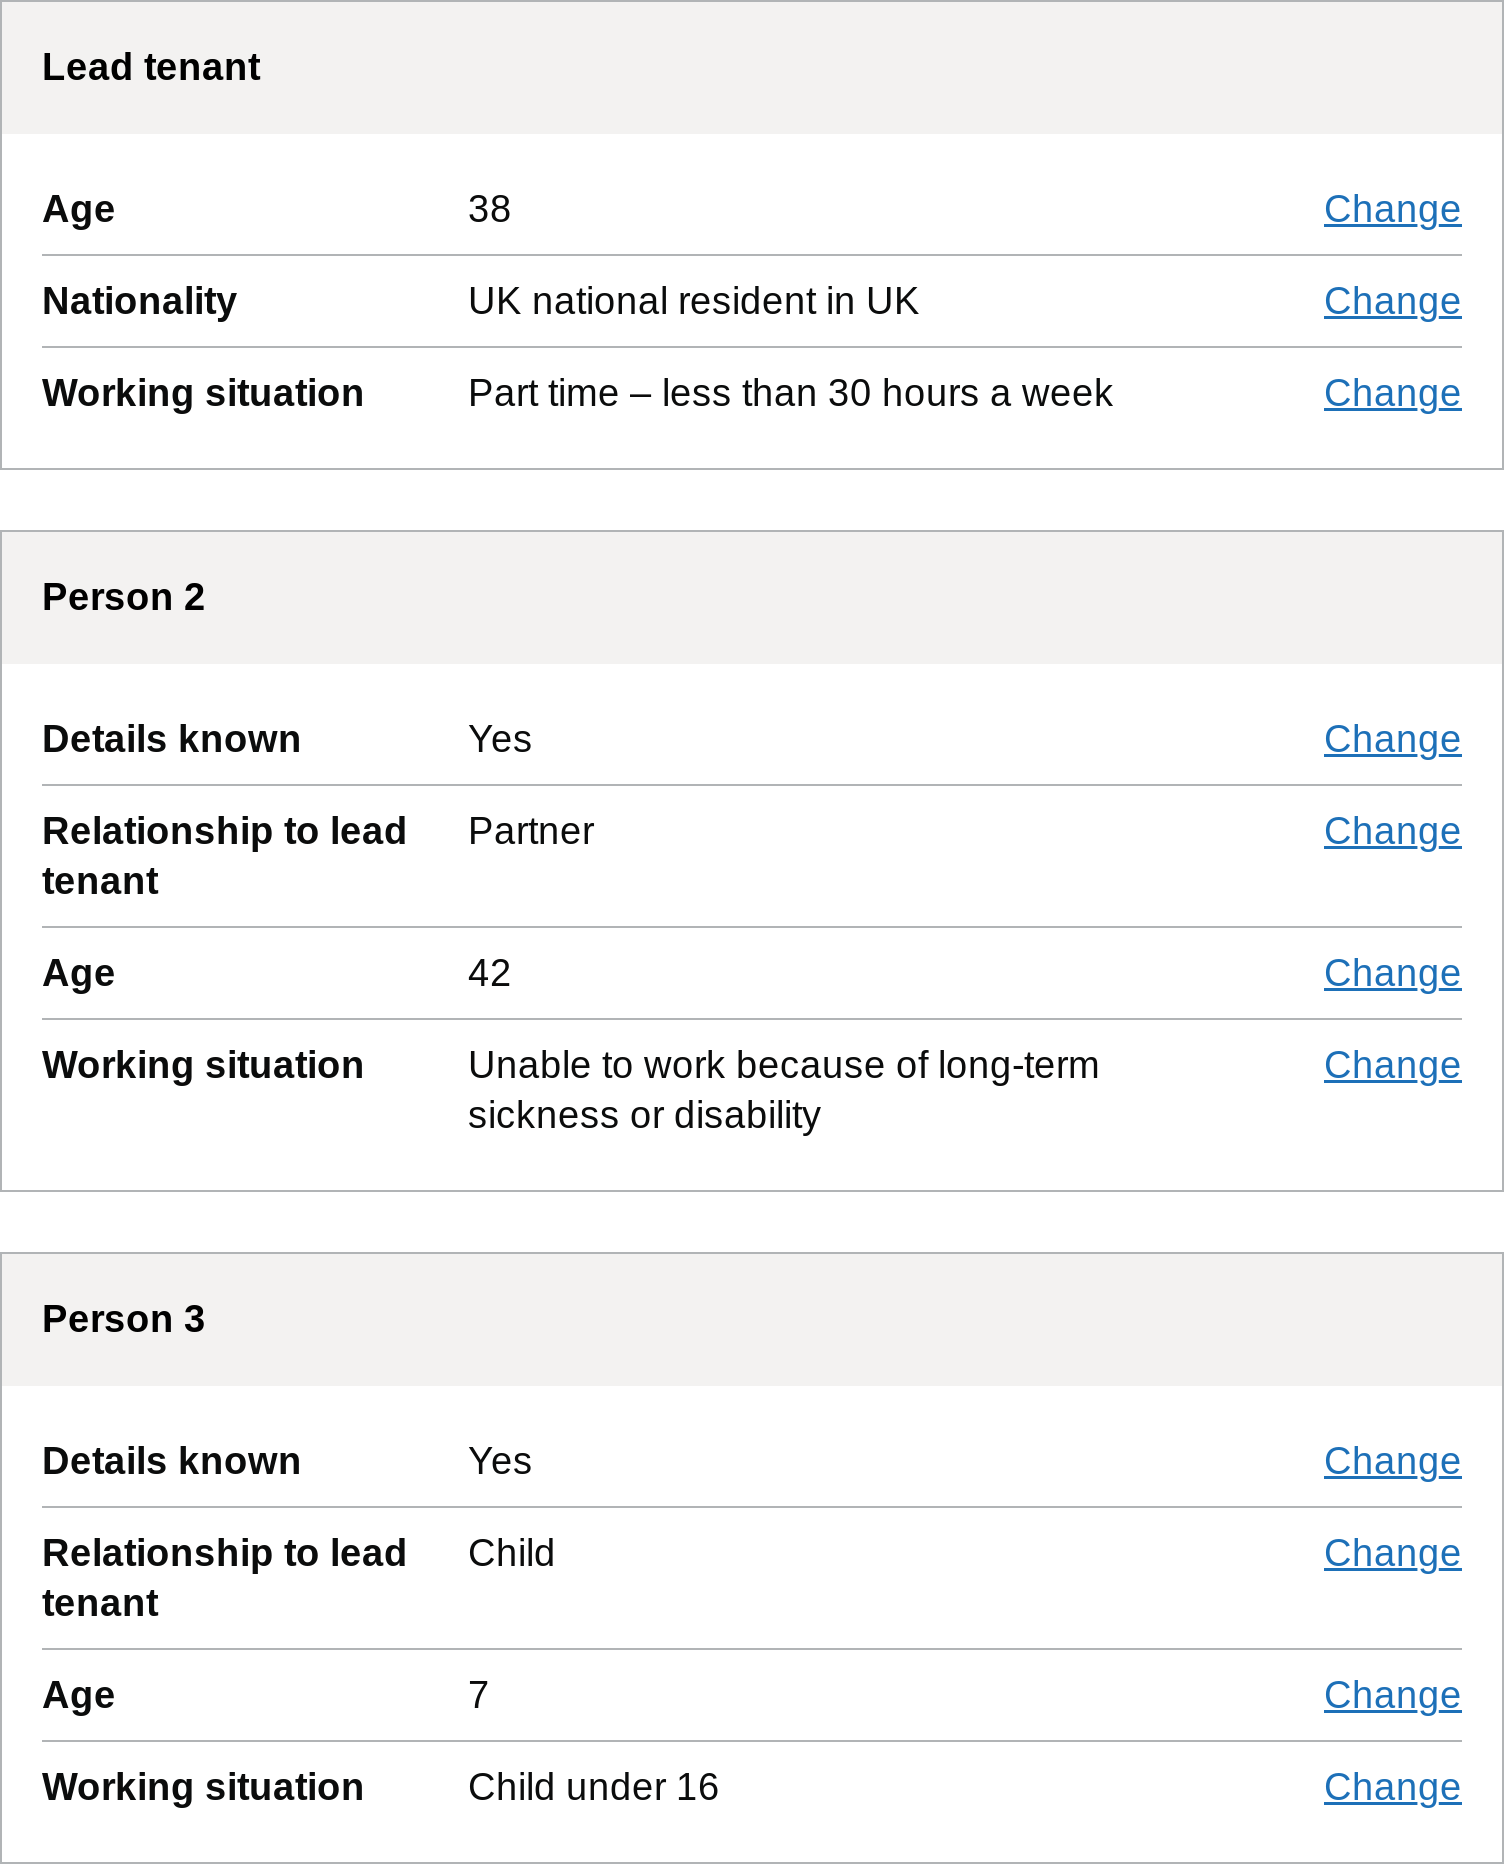 Lead tenant
Age 38 Change
Nationality UK national resident in UK Change
Working situation Part time – less than 30 hours a week Change
Person 2
Details known Yes Change
Relationship to lead Partner Change
tenant
Age 42 Change
Working situation Unable to work because of long-term Change
sickness or disability
Person 3
Details known Yes Change
Relationship to lead Child Change
tenant
Age 7 Change
Working situation Child under 16 Change